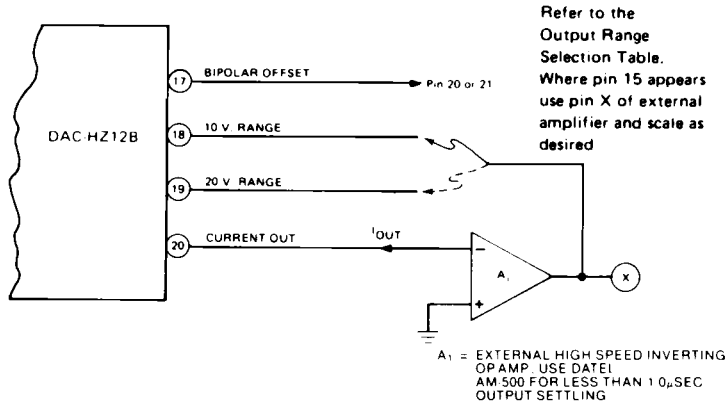 Refer to the
Output Range
Selection Table.
Where pin 15 appears
use pin X of external
amplifier and scale as
desired
DAC-HZ12B
17 BIPOLAR OFFSET
Pin 20 or 21
18 10 V. RANGE
19 20 V. RANGE
20 CURRENT OUT
IOUT
−
A1
+
X
A1 = EXTERNAL HIGH SPEED INVERTING
OP AMP. USE DATEL
AM-500 FOR LESS THAN 1 0µSEC
OUTPUT SETTLING